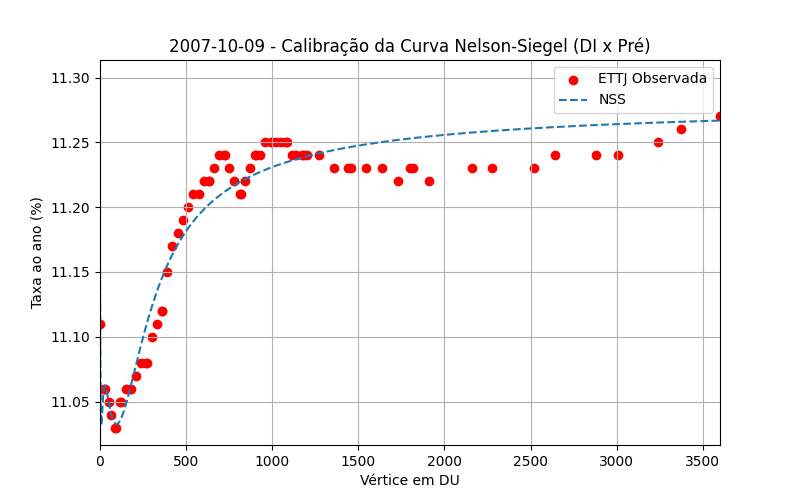 2007-10-09 - Calibração da Curva Nelson-Siegel (DI x Pré)
ETTJ Observada
NSS
Taxa ao ano (%)
11.30
11.25
11.20
11.15
11.10
11.05
0 500 1000 1500 2000 2500 3000 3500
Vértice em DU